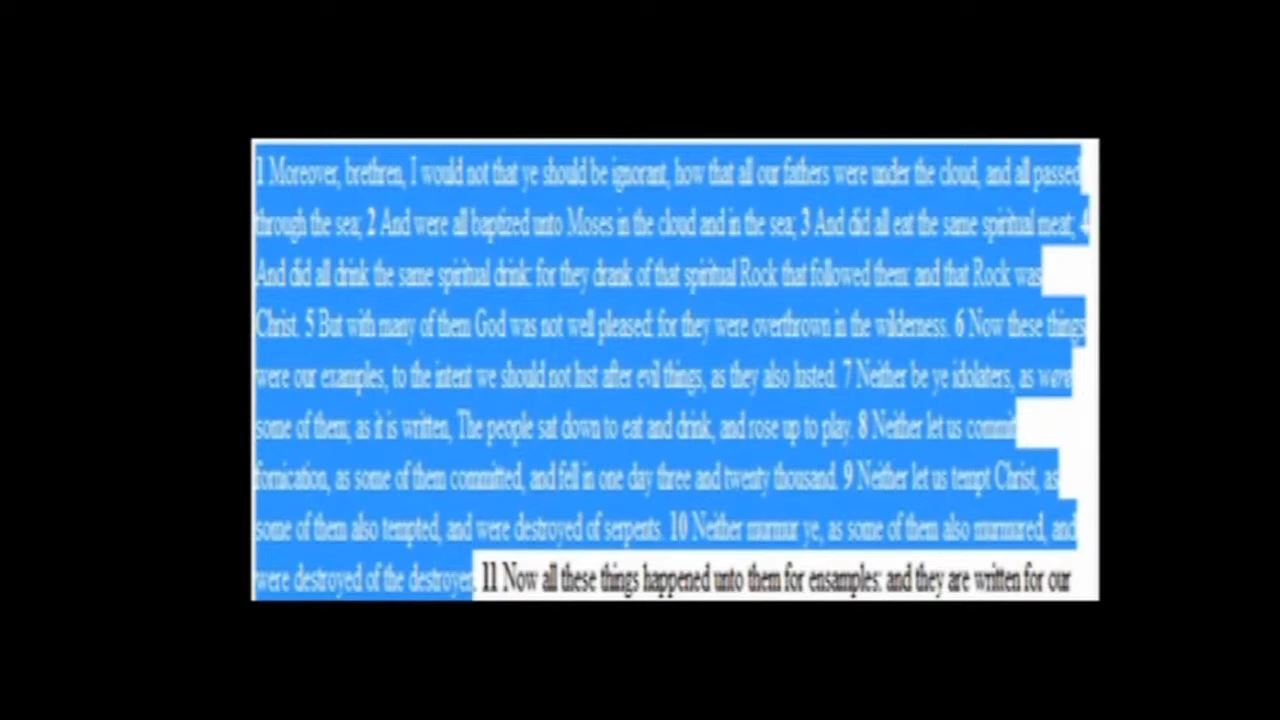 1 Moreover, brethren, I would not that ye should be ignorant, how that all our fathers were under the cloud, and all passed
through the sea; 2 And were all baptized unto Moses in the cloud and in the sea; 3 And did all eat the same spiritual meat; 4
And did all drink the same spiritual drink: for they drank of that spiritual Rock that followed them: and that Rock was
Christ. 5 But with many of them God was not well pleased: for they were overthrown in the wilderness. 6 Now these things
were our examples, to the intent we should not lust after evil things, as they also lusted. 7 Neither be ye idolaters, as were
some of them; as it is written, The people sat down to eat and drink, and rose up to play. 8 Neither let us commit
fornication, as some of them committed, and fell in one day three and twenty thousand. 9 Neither let us tempt Christ, as
some of them also tempted, and were destroyed of serpents. 10 Neither murmur ye, as some of them also murmured, and
were destroyed of the destroyer. 11 Now all these things happened unto them for ensamples: and they are written for our